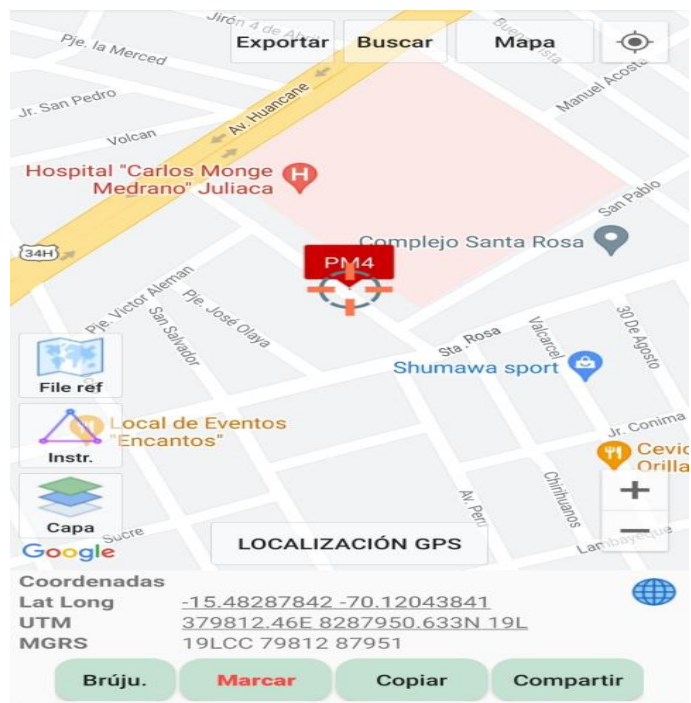 Jirón 4 de Abril
Pje. la Merced
Exportar
Buscar
Mapa
Buena Vista
Manuel Acosta
Jr. San Pedro
Av. Huancane
Volcan
Hospital "Carlos Monge
Medrano" Juliaca
H
San Pablo
34H
Complejo Santa Rosa
PM4
Pje. Victor Aleman
Pje. José Olaya
San Salvador
Sta. Rosa
Valcarcel
30 De Agosto
File ref
Shumawa sport
Local de Eventos
"Encantos"
Instr.
Jr. Conima
Cevic
Orilla
Chirihuanos
Av. Peru
+
Capa
Sucre
Google
LOCALIZACIÓN GPS
−
Lambayeque
Coordenadas
Lat Long -15.48287842 -70.12043841
UTM 379812.46E 8287950.633N 19L
MGRS 19LCC 79812 87951
Brúju.
Marcar
Copiar
Compartir